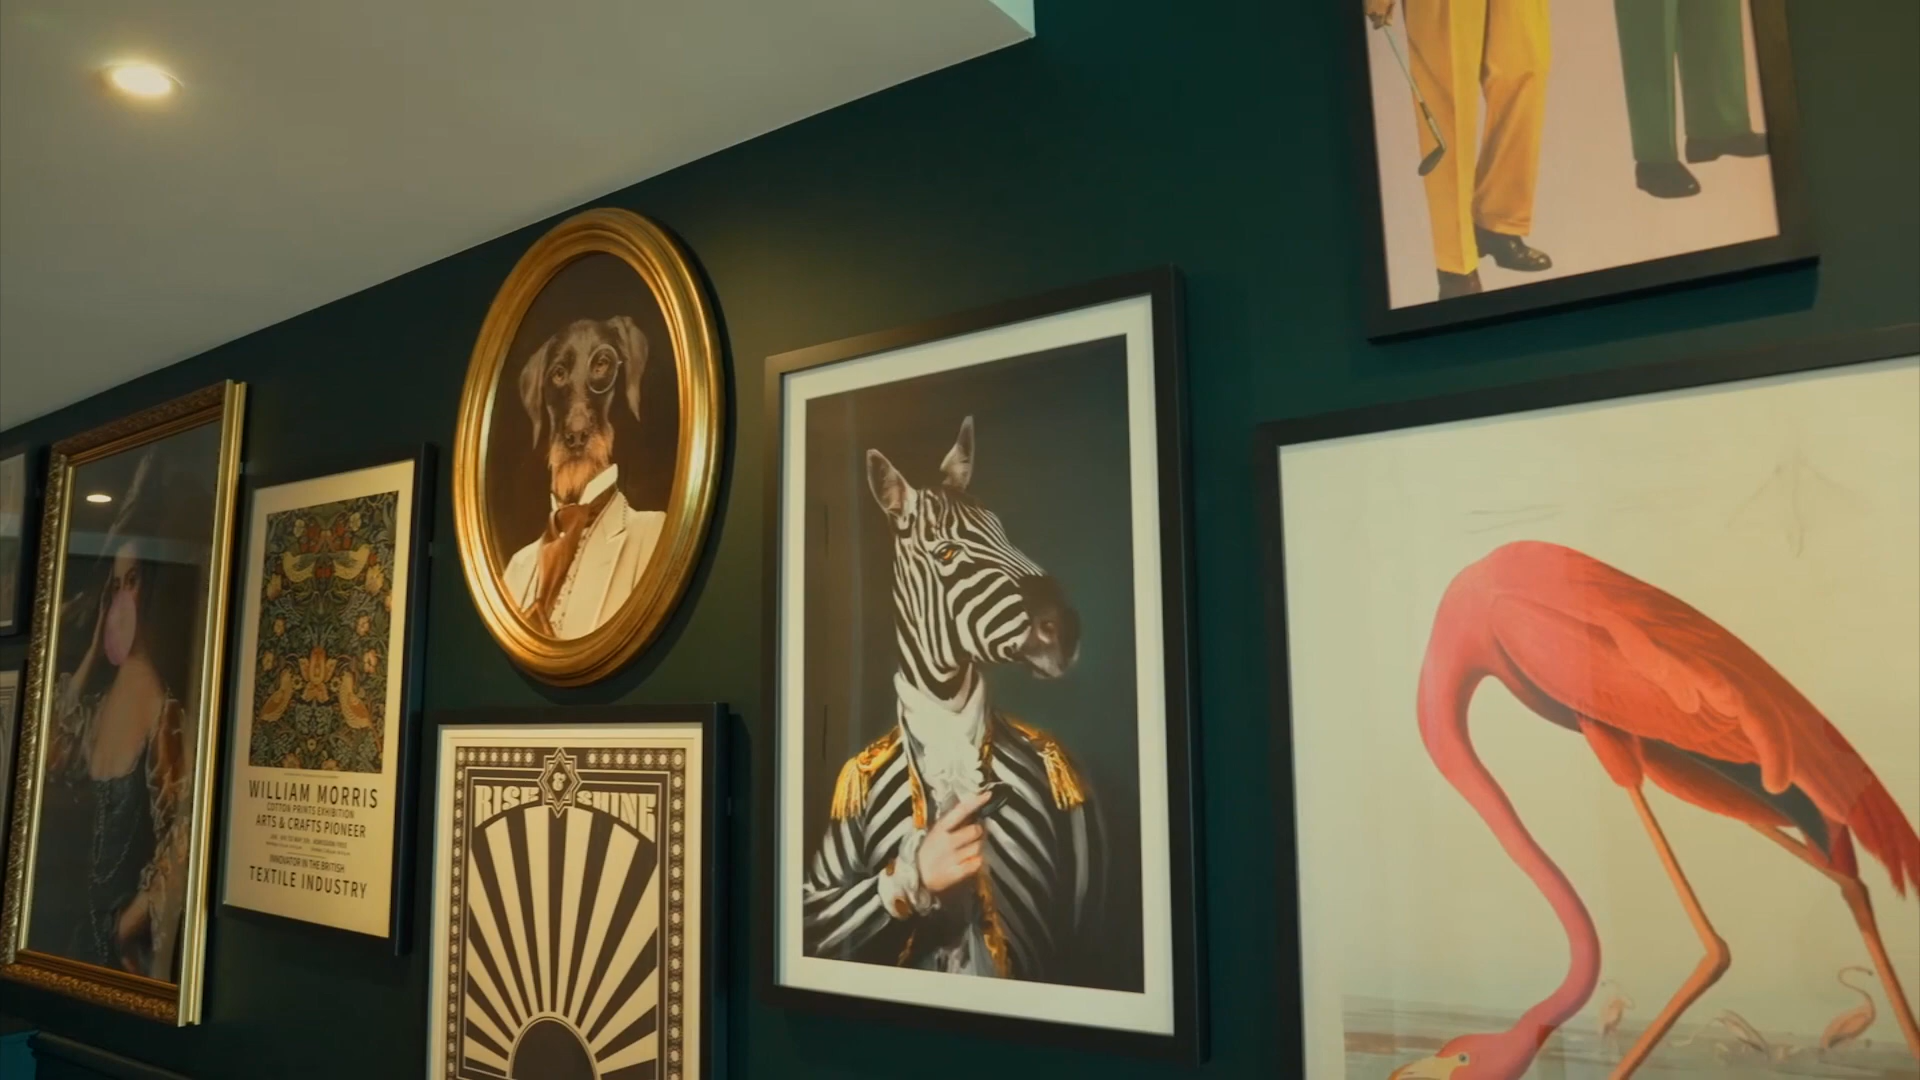 WILLIAM MORRIS
COTTON PRINTS EXHIBITION
ARTS & CRAFTS PIONEER
INNOVATOR IN THE BRITISH
TEXTILE INDUSTRY
RISE & SHINE